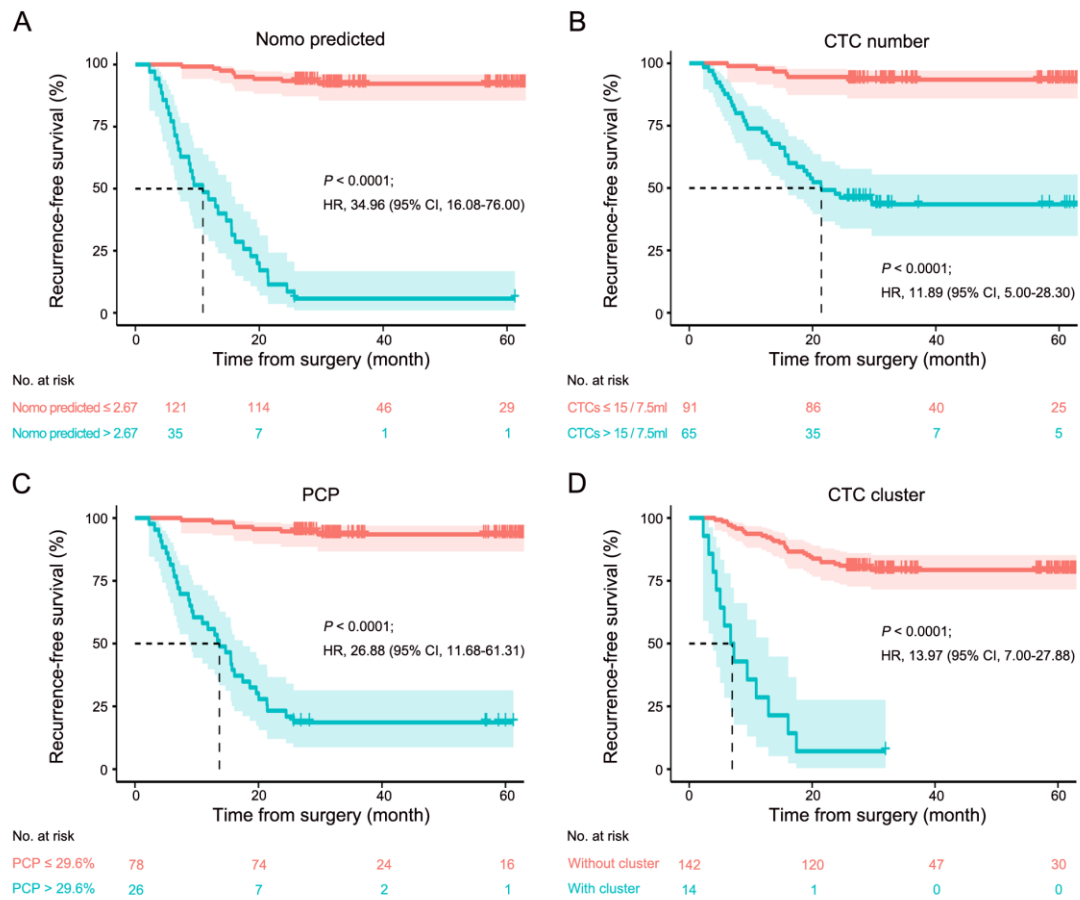 A
Nomo predicted
Recurrence-free survival (%)
100
75
50
25
0
P < 0.0001;
HR, 34.96 (95% CI, 16.08-76.00)
0 20 40 60
Time from surgery (month)
No. at risk
Nomo predicted ≤ 2.67 121 114 46 29
Nomo predicted > 2.67 35 7 1 1
B
CTC number
Recurrence-free survival (%)
100
75
50
25
0
P < 0.0001;
HR, 11.89 (95% CI, 5.00-28.30)
0 20 40 60
Time from surgery (month)
No. at risk
CTCs ≤ 15 / 7.5ml 91 86 40 25
CTCs > 15 / 7.5ml 65 35 7 5
C
PCP
Recurrence-free survival (%)
100
75
50
25
0
P < 0.0001;
HR, 26.88 (95% CI, 11.68-61.31)
0 20 40 60
Time from surgery (month)
No. at risk
PCP ≤ 29.6% 78 74 24 16
PCP > 29.6% 26 7 2 1
D
CTC cluster
Recurrence-free survival (%)
100
75
50
25
0
P < 0.0001;
HR, 13.97 (95% CI, 7.00-27.88)
0 20 40 60
Time from surgery (month)
No. at risk
Without cluster 142 120 47 30
With cluster 14 1 0 0